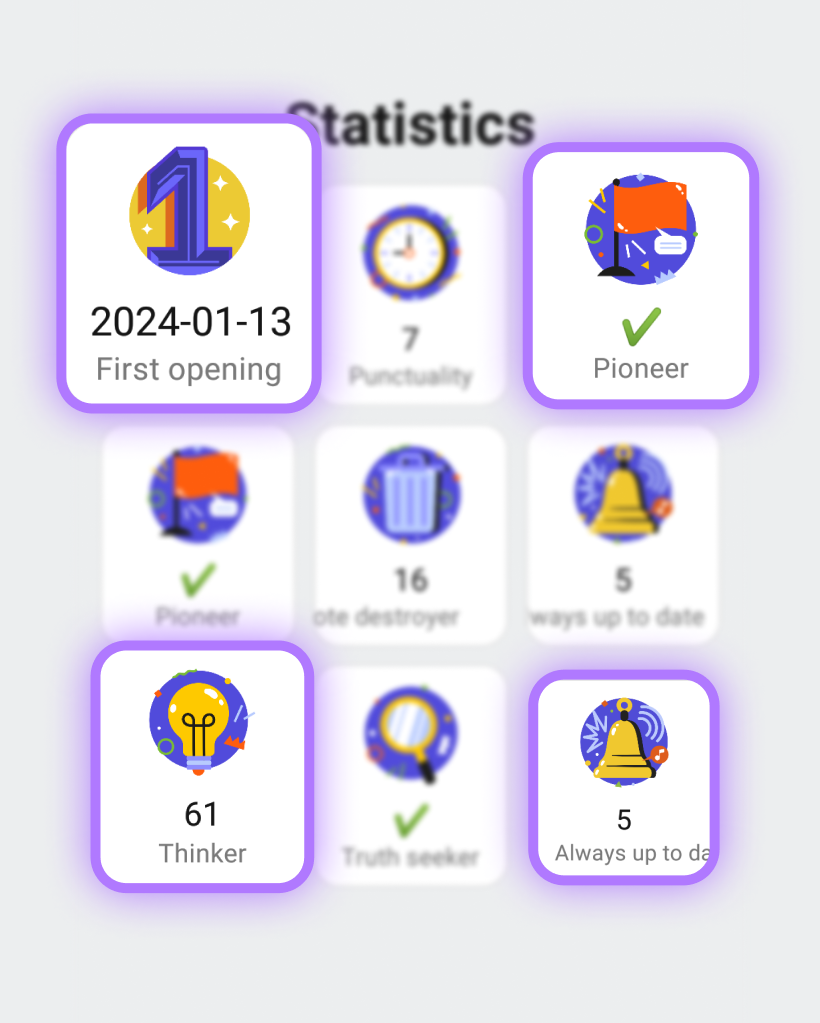 Statistics
2024-01-13
First opening
7
Punctuality
Pioneer
Pioneer
16
ote destroyer
5
ways up to date
61
Thinker
Truth seeker
5
Always up to da